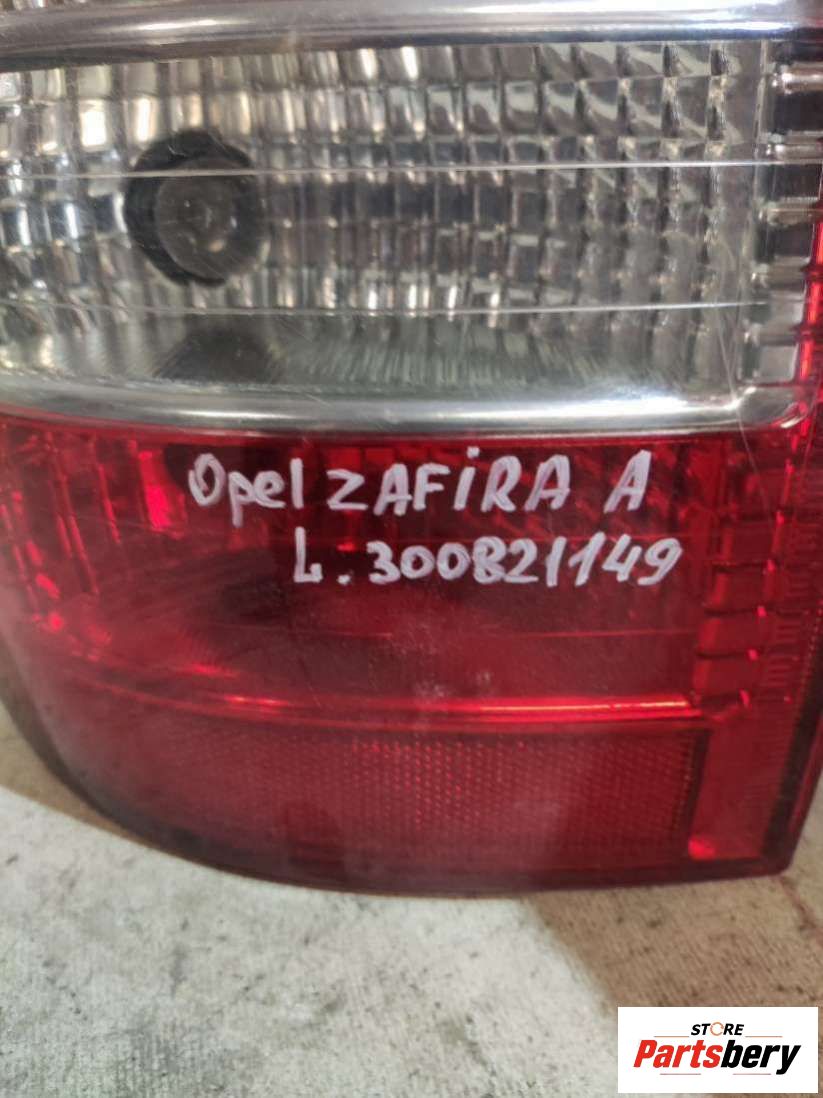 Opel ZAFIRA A
L. 300821149
STORE
Partsbery